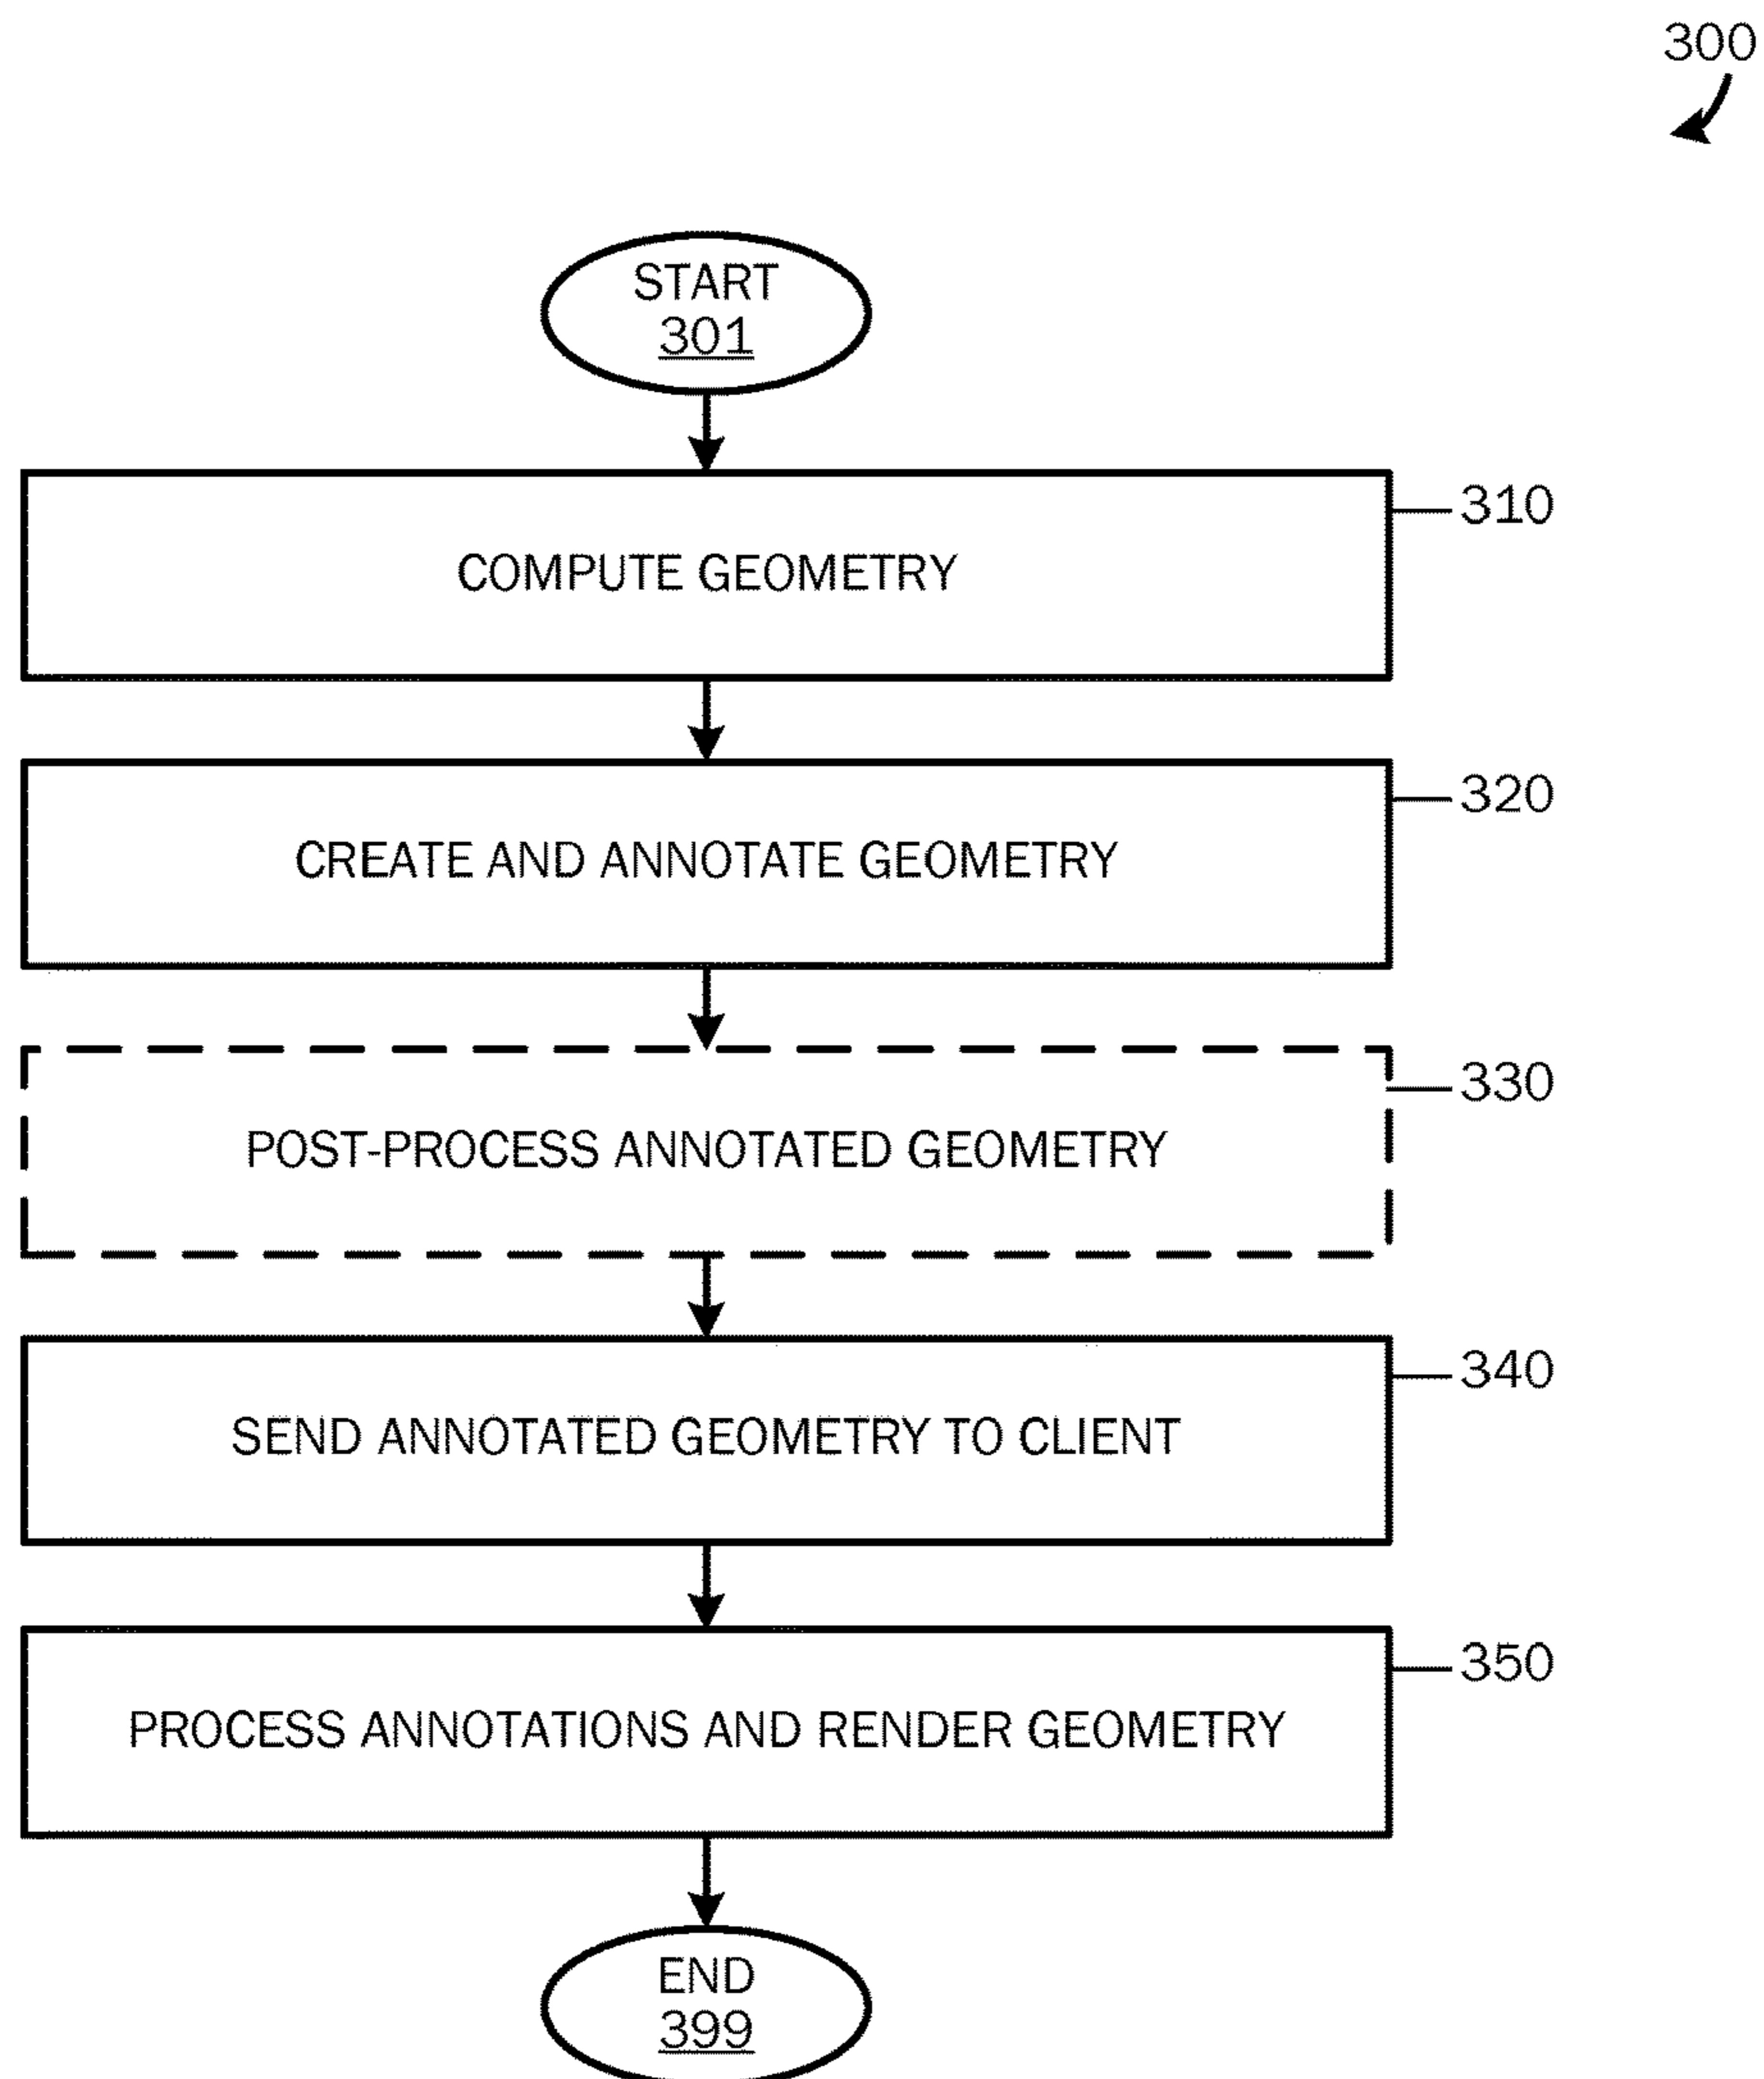 300
START
301
COMPUTE GEOMETRY
310
CREATE AND ANNOTATE GEOMETRY
320
POST-PROCESS ANNOTATED GEOMETRY
330
SEND ANNOTATED GEOMETRY TO CLIENT
340
PROCESS ANNOTATIONS AND RENDER GEOMETRY
350
END
399